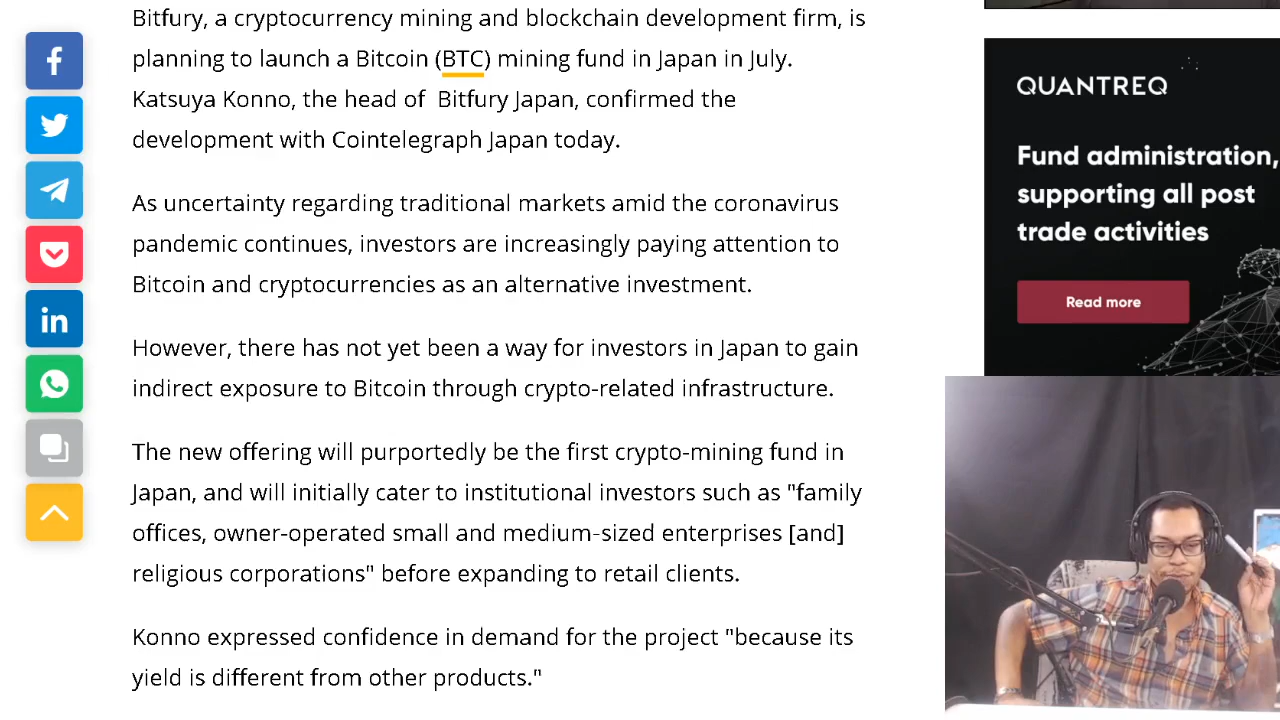 Bitfury, a cryptocurrency mining and blockchain development firm, is
planning to launch a Bitcoin (BTC) mining fund in Japan in July.
Katsuya Konno, the head of  Bitfury Japan, confirmed the
development with Cointelegraph Japan today.
As uncertainty regarding traditional markets amid the coronavirus
pandemic continues, investors are increasingly paying attention to
Bitcoin and cryptocurrencies as an alternative investment.
However, there has not yet been a way for investors in Japan to gain
indirect exposure to Bitcoin through crypto-related infrastructure.
The new offering will purportedly be the first crypto-mining fund in
Japan, and will initially cater to institutional investors such as "family
offices, owner-operated small and medium-sized enterprises [and]
religious corporations" before expanding to retail clients.
Konno expressed confidence in demand for the project "because its
yield is different from other products."
QUANTREQ
Fund administration,
supporting all post
trade activities
Read more